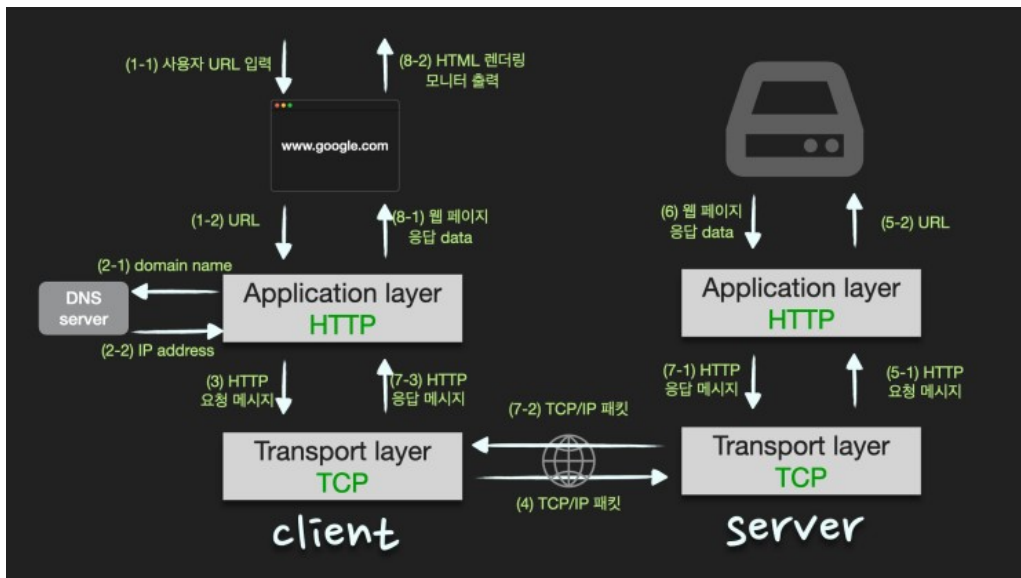 (1-1) 사용자 URL 입력
(8-2) HTML 렌더링
모니터 출력
www.google.com
(1-2) URL
(8-1) 웹 페이지
응답 data
(6) 웹 페이지
응답 data
(5-2) URL
(2-1) domain name
DNS
server
(2-2) IP address
Application layer
HTTP
Application layer
HTTP
(3) HTTP
요청 메시지
(7-3) HTTP
응답 메시지
(7-2) TCP/IP 패킷
(7-1) HTTP
응답 메시지
(5-1) HTTP
요청 메시지
Transport layer
TCP
(4) TCP/IP 패킷
Transport layer
TCP
client
server